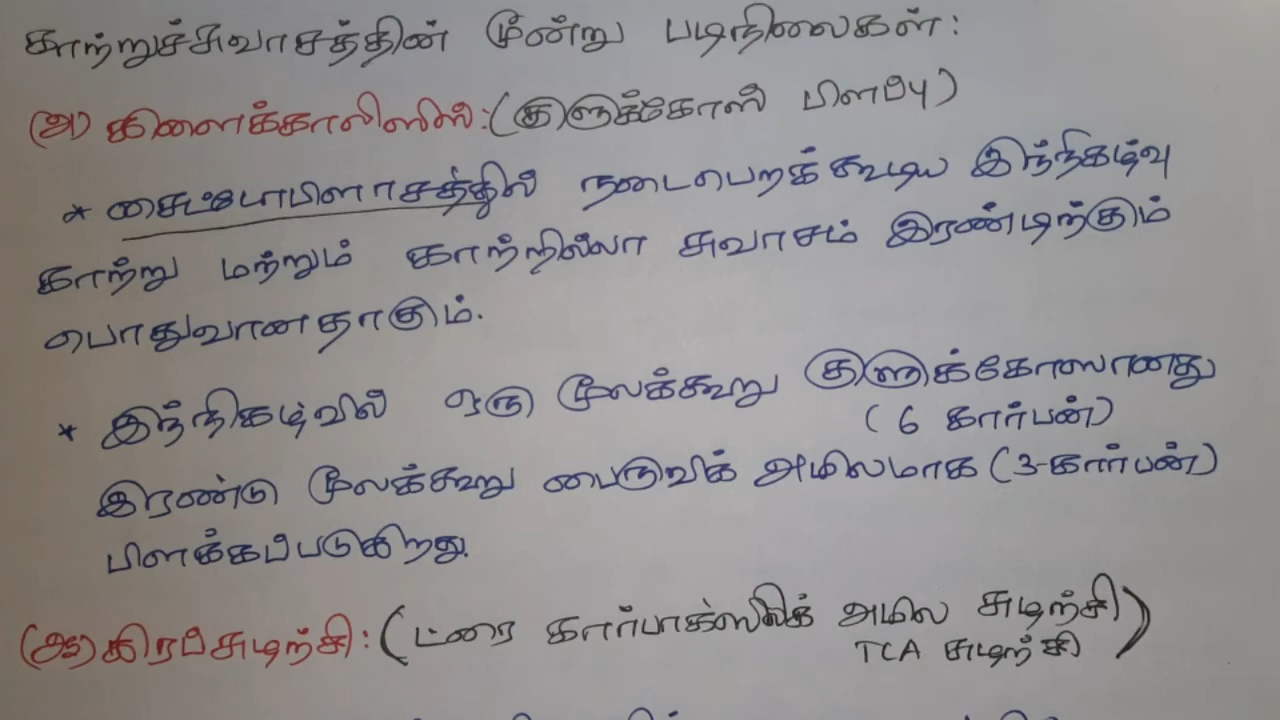 காற்றுச்சுவாசத்தின் மூன்று படிநிலைகள்:
(அ) கிளைக்காலிஸிஸ்: (குளுக்கோஸ் பிளப்பு)
* சைட்டோபிளாசத்தில் நடைபெறக்கூடிய இந்நிகழ்வு
காற்று மற்றும் காற்றில்லா சுவாசம் இரண்டிற்கும்
பொதுவானதாகும்.
* இந்நிகழ்வில் ஒரு மூலக்கூறு குளுக்கோஸானது
(6 கார்பன்)
இரண்டு மூலக்கூறு பைருவிக் அமிலமாக (3-கார்பன்)
பிளக்கப்படுகிறது.
(ஆ) கிரப்சுழற்சி: (ட்ரை கார்பாக்ஸிலிக் அமில சுழற்சி)
TCA சுழற்சி